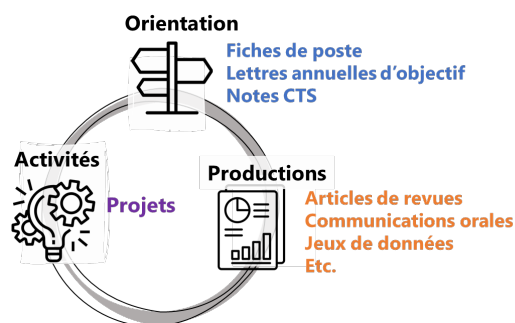 Orientation
Fiches de poste
Lettres annuelles d'objectif
Notes CTS
Activités
Projets
Productions
Articles de revues
Communications orales
Jeux de données
Etc.